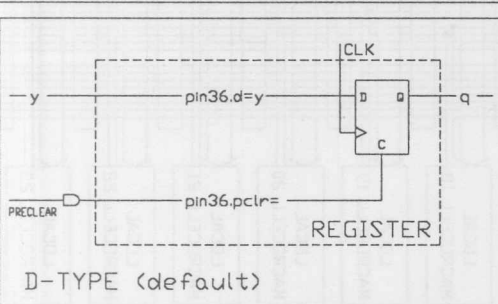 CLK
y
pin36.d=y
D
Q
q
C
PRECLEAR
pin36.pclr=
REGISTER
D-TYPE (default)